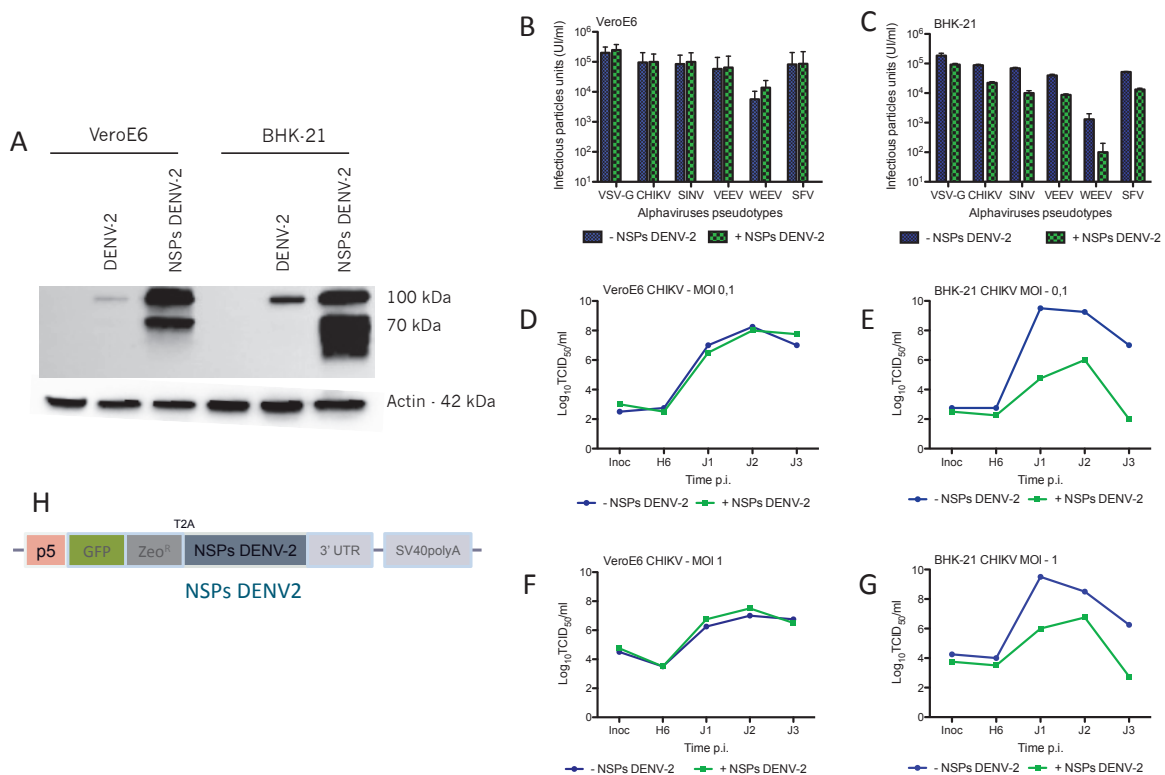 A
VeroE6
BHK-21
DENV-2
NSPs DENV-2
DENV-2
NSPs DENV-2
100 kDa
70 kDa
Actin - 42 kDa
H
T2A
p5
GFP
Zeo^R
NSPs DENV-2
3' UTR
SV40polyA
NSPs DENV2
B
VeroE6
Infectious particles units (UI/ml)
10^6
10^5
10^4
10^3
10^2
10^1
VSV-G CHIKV SINV VEEV WEEV SFV
Alphaviruses pseudotypes
- NSPs DENV-2 + NSPs DENV-2
C
BHK-21
Infectious particles units (UI/ml)
10^6
10^5
10^4
10^3
10^2
10^1
VSV-G CHIKV SINV VEEV WEEV SFV
Alphaviruses pseudotypes
- NSPs DENV-2 + NSPs DENV-2
D
VeroE6 CHIKV - MOI 0,1
Log10TCID50/ml
10
8
6
4
2
0
Inoc H6 J1 J2 J3
Time p.i.
- NSPs DENV-2 + NSPs DENV-2
E
BHK-21 CHIKV MOI - 0,1
Log10TCID50/ml
10
8
6
4
2
0
Inoc H6 J1 J2 J3
Time p.i.
- NSPs DENV-2 + NSPs DENV-2
F
VeroE6 CHIKV - MOI 1
Log10TCID50/ml
10
8
6
4
2
0
Inoc H6 J1 J2 J3
Time p.i.
- NSPs DENV-2 + NSPs DENV-2
G
BHK-21 CHIKV MOI - 1
Log10TCID50/ml
10
8
6
4
2
0
Inoc H6 J1 J2 J3
Time p.i.
- NSPs DENV-2 + NSPs DENV-2